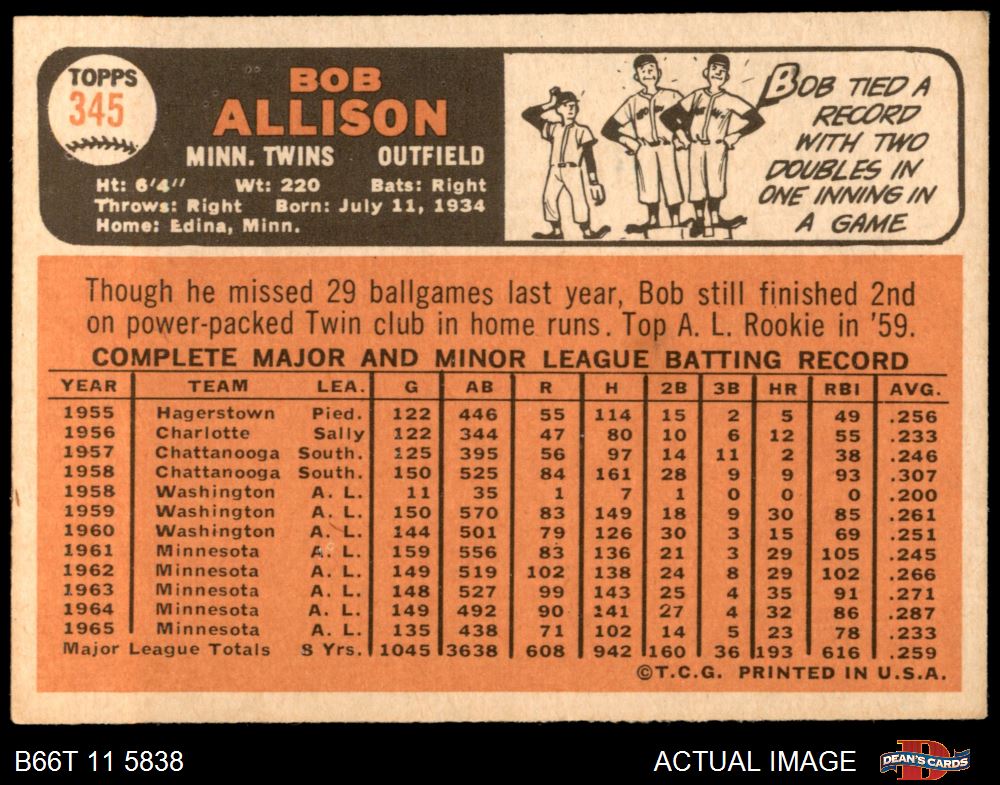 TOPPS
345
BOB
ALLISON
MINN. TWINS OUTFIELD
Ht: 6'4" Wt: 220 Bats: Right
Throws: Right Born: July 11, 1934
Home: Edina, Minn.
BOB TIED A
RECORD
WITH TWO
DOUBLES IN
ONE INNING IN
A GAME
Though he missed 29 ballgames last year, Bob still finished 2nd
on power-packed Twin club in home runs. Top A. L. Rookie in '59.
COMPLETE MAJOR AND MINOR LEAGUE BATTING RECORD
YEAR TEAM LEA. G AB R H 2B 3B HR RBI AVG.
1955 Hagerstown Pied. 122 446 55 114 15 2 5 49 .256
1956 Charlotte Sally 122 344 47 80 10 6 12 55 .233
1957 Chattanooga South. 125 395 56 97 14 11 2 38 .246
1958 Chattanooga South. 150 525 84 161 28 9 9 93 .307
1958 Washington A. L. 11 35 1 7 1 0 0 0 .200
1959 Washington A. L. 150 570 83 149 18 9 30 85 .261
1960 Washington A. L. 144 501 79 126 30 3 15 69 .251
1961 Minnesota A. L. 159 556 83 136 21 3 29 105 .245
1962 Minnesota A. L. 149 519 102 138 24 8 29 102 .266
1963 Minnesota A. L. 148 527 99 143 25 4 35 91 .271
1964 Minnesota A. L. 149 492 90 141 27 4 32 86 .287
1965 Minnesota A. L. 135 438 71 102 14 5 23 78 .233
Major League Totals 8 Yrs. 1045 3638 608 942 160 36 193 616 .259
©T.C.G. PRINTED IN U.S.A.
B66T 11 5838 ACTUAL IMAGE
DEAN'S CARDS